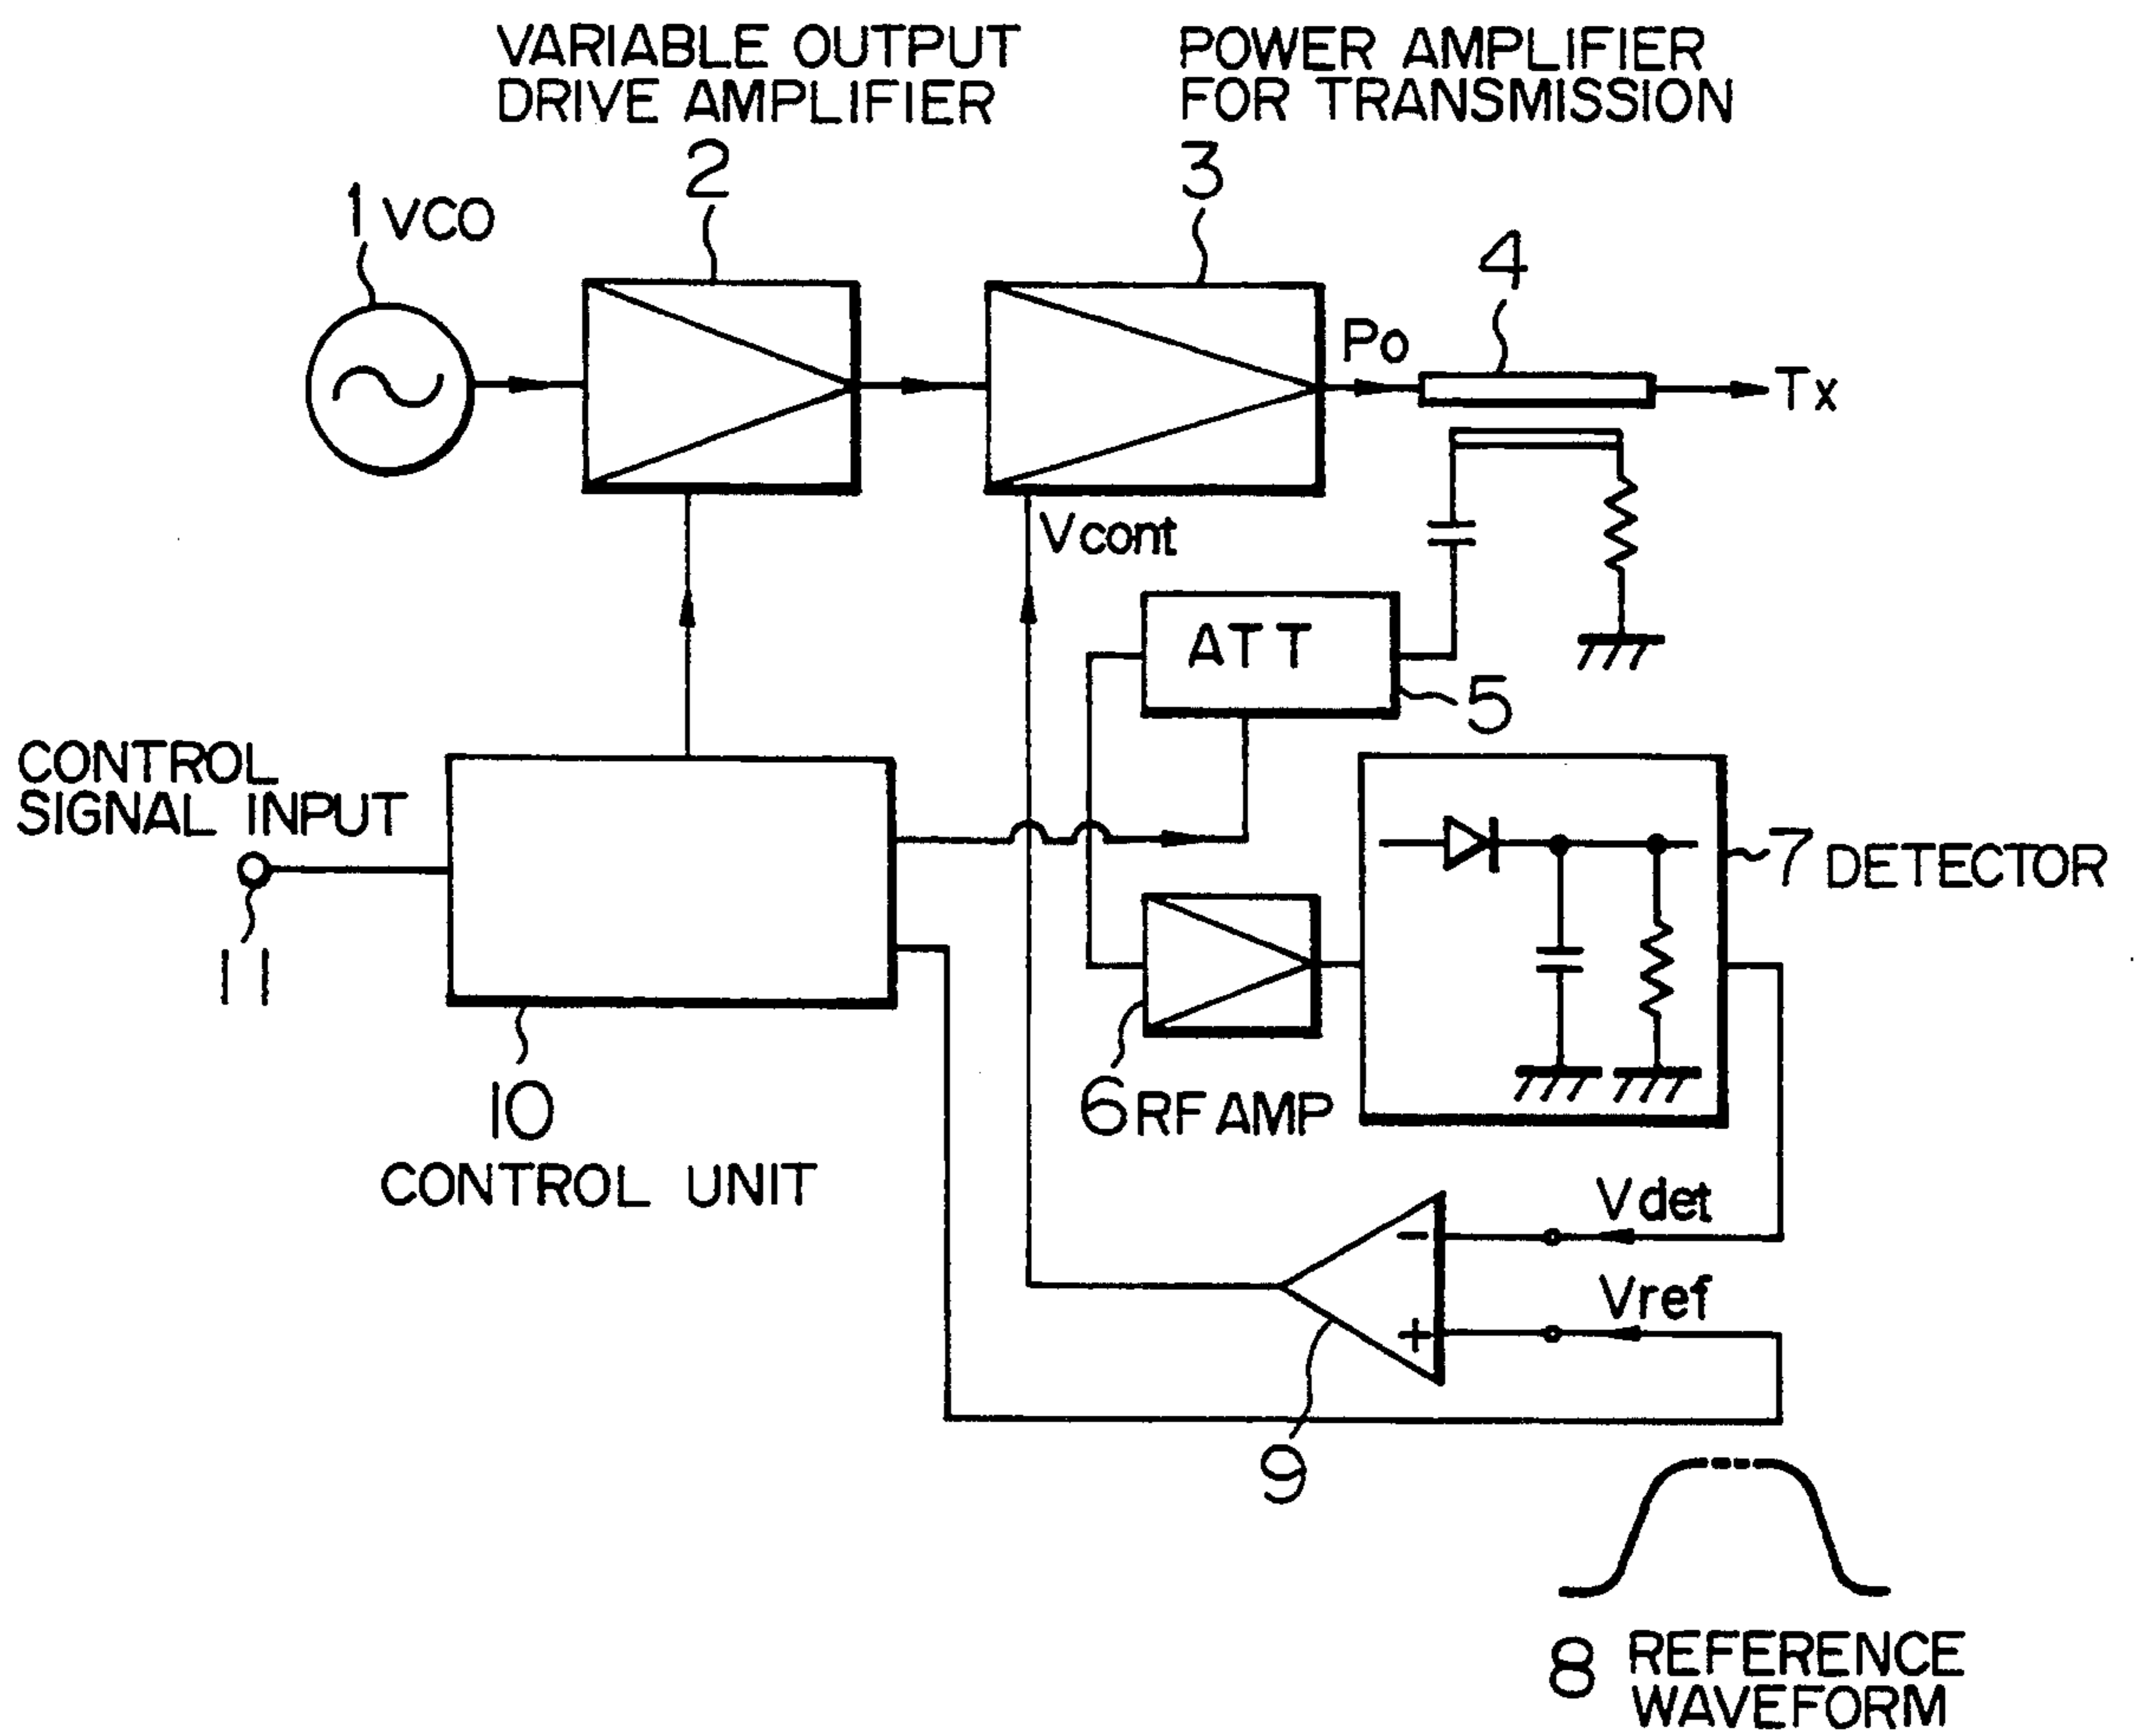 VARIABLE OUTPUT
DRIVE AMPLIFIER
2
POWER AMPLIFIER
FOR TRANSMISSION
3
1 VCO
4
Po
Tx
Vcont
ATT
5
CONTROL
SIGNAL INPUT
11
7 DETECTOR
6 RF AMP
10
CONTROL UNIT
Vdet
-
Vref
+
9
8 REFERENCE
WAVEFORM